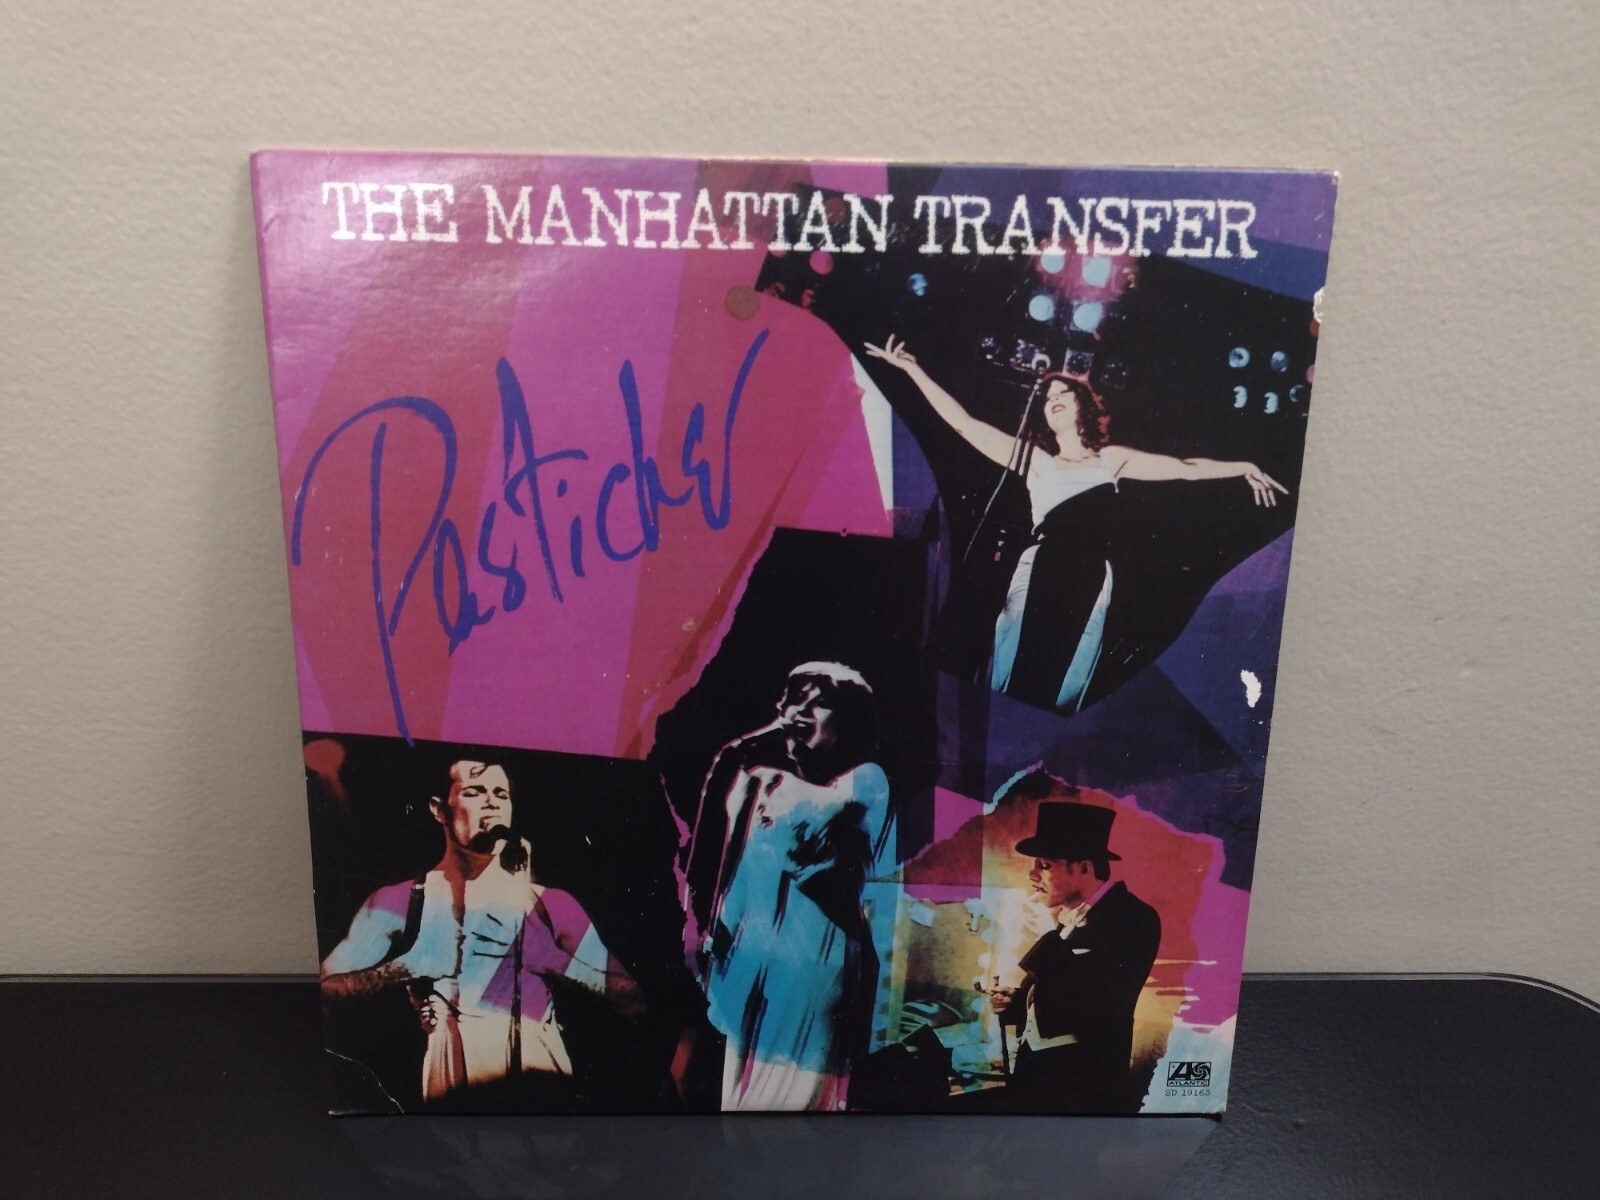 THE MANHATTAN TRANSFER
Pastiche
ATLANTIC
SD 19163